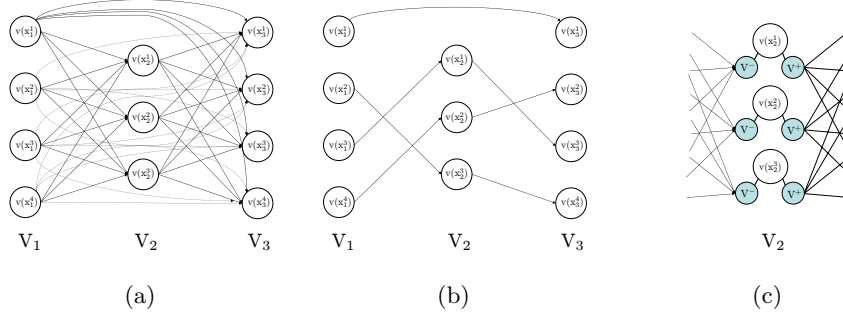 v(x₁¹) v(x₃¹) v(x₁¹) v(x₃¹)
v(x₂¹) v(x₂¹) v(x₂¹)
V⁻ V⁺
v(x₁²) v(x₃²) v(x₁²) v(x₃²)
v(x₂²) v(x₂²) v(x₂²)
V⁻ V⁺
v(x₁³) v(x₃³) v(x₁³) v(x₃³)
v(x₂³) v(x₂³) v(x₂³)
V⁻ V⁺
v(x₁⁴) v(x₃⁴) v(x₁⁴) v(x₃⁴)
V₁ V₂ V₃ V₁ V₂ V₃ V₂
(a) (b) (c)